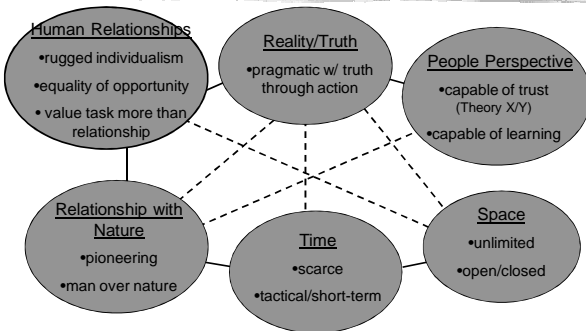 Human Relationships
•rugged individualism
•equality of opportunity
•value task more than
relationship
Reality/Truth
•pragmatic w/ truth
through action
People Perspective
•capable of trust
(Theory X/Y)
•capable of learning
Relationship with
Nature
•pioneering
•man over nature
Time
•scarce
•tactical/short-term
Space
•unlimited
•open/closed